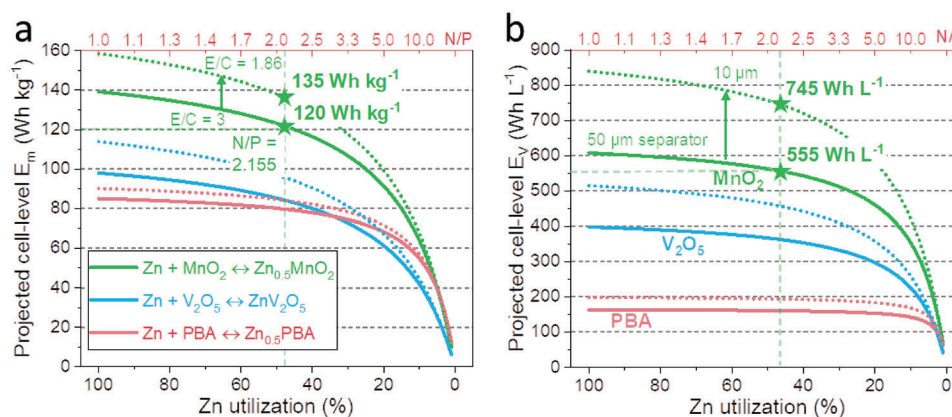 a
1.0 1.1 1.3 1.4 1.7 2.0 2.5 3.3 5.0 10.0 N/P
160
140
120
100
80
60
40
20
0
Projected cell-level Eₘ (Wh kg⁻¹)
E/C = 1.86
135 Wh kg⁻¹
120 Wh kg⁻¹
E/C = 3
N/P =
2.155
Zn + MnO₂ ↔ Zn₀.₅MnO₂
Zn + V₂O₅ ↔ ZnV₂O₅
Zn + PBA ↔ Zn₀.₅PBA
100 80 60 40 20 0
Zn utilization (%)
b
1.0 1.1 1.3 1.4 1.7 2.0 2.5 3.3 5.0 10.0 N/
900
800
700
600
500
400
300
200
100
0
Projected cell-level Eᵥ (Wh L⁻¹)
10 µm
745 Wh L⁻¹
50 µm separator
555 Wh L⁻¹
MnO₂
V₂O₅
PBA
100 80 60 40 20 0
Zn utilization (%)